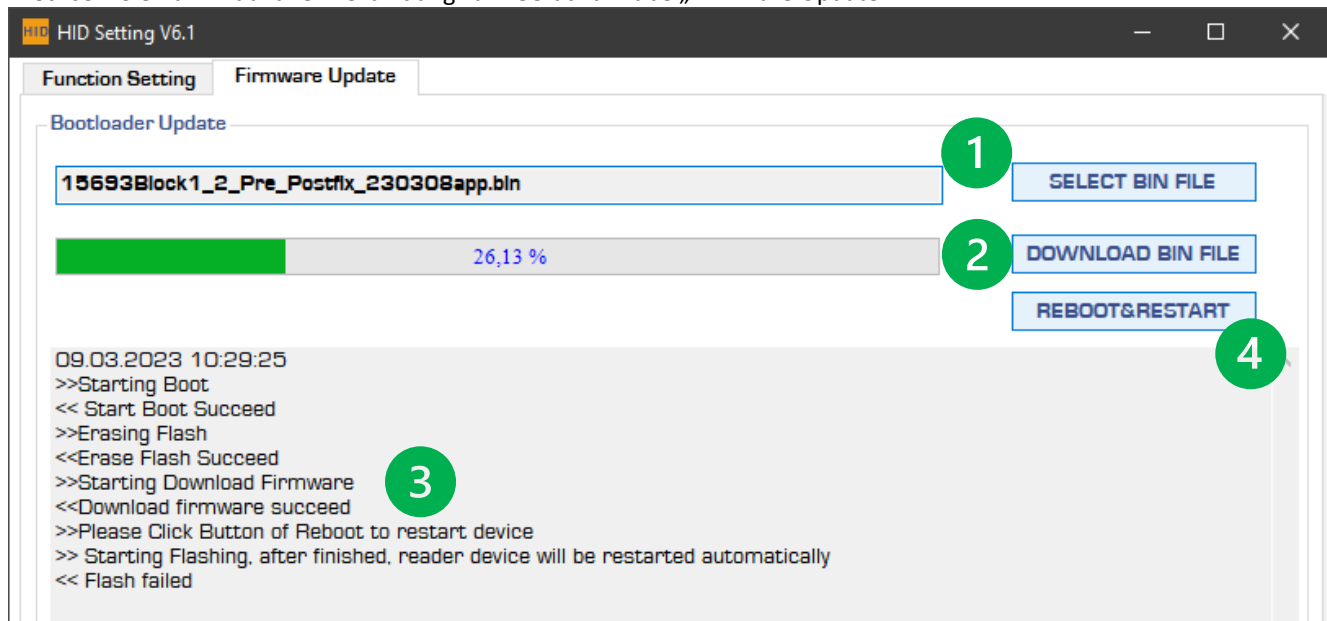 HID HID Setting V6.1
Function Setting Firmware Update
Bootloader Update
1
15693Block1_2_Pre_Postfix_230308app.bin SELECT BIN FILE
26,13 % 2 DOWNLOAD BIN FILE
REBOOT&RESTART
4
09.03.2023 10:29:25
>>Starting Boot
<< Start Boot Succeed
>>Erasing Flash
<<Erase Flash Succeed
>>Starting Download Firmware 3
<<Download firmware succeed
>>Please Click Button of Reboot to restart device
>> Starting Flashing, after finished, reader device will be restarted automatically
<< Flash failed